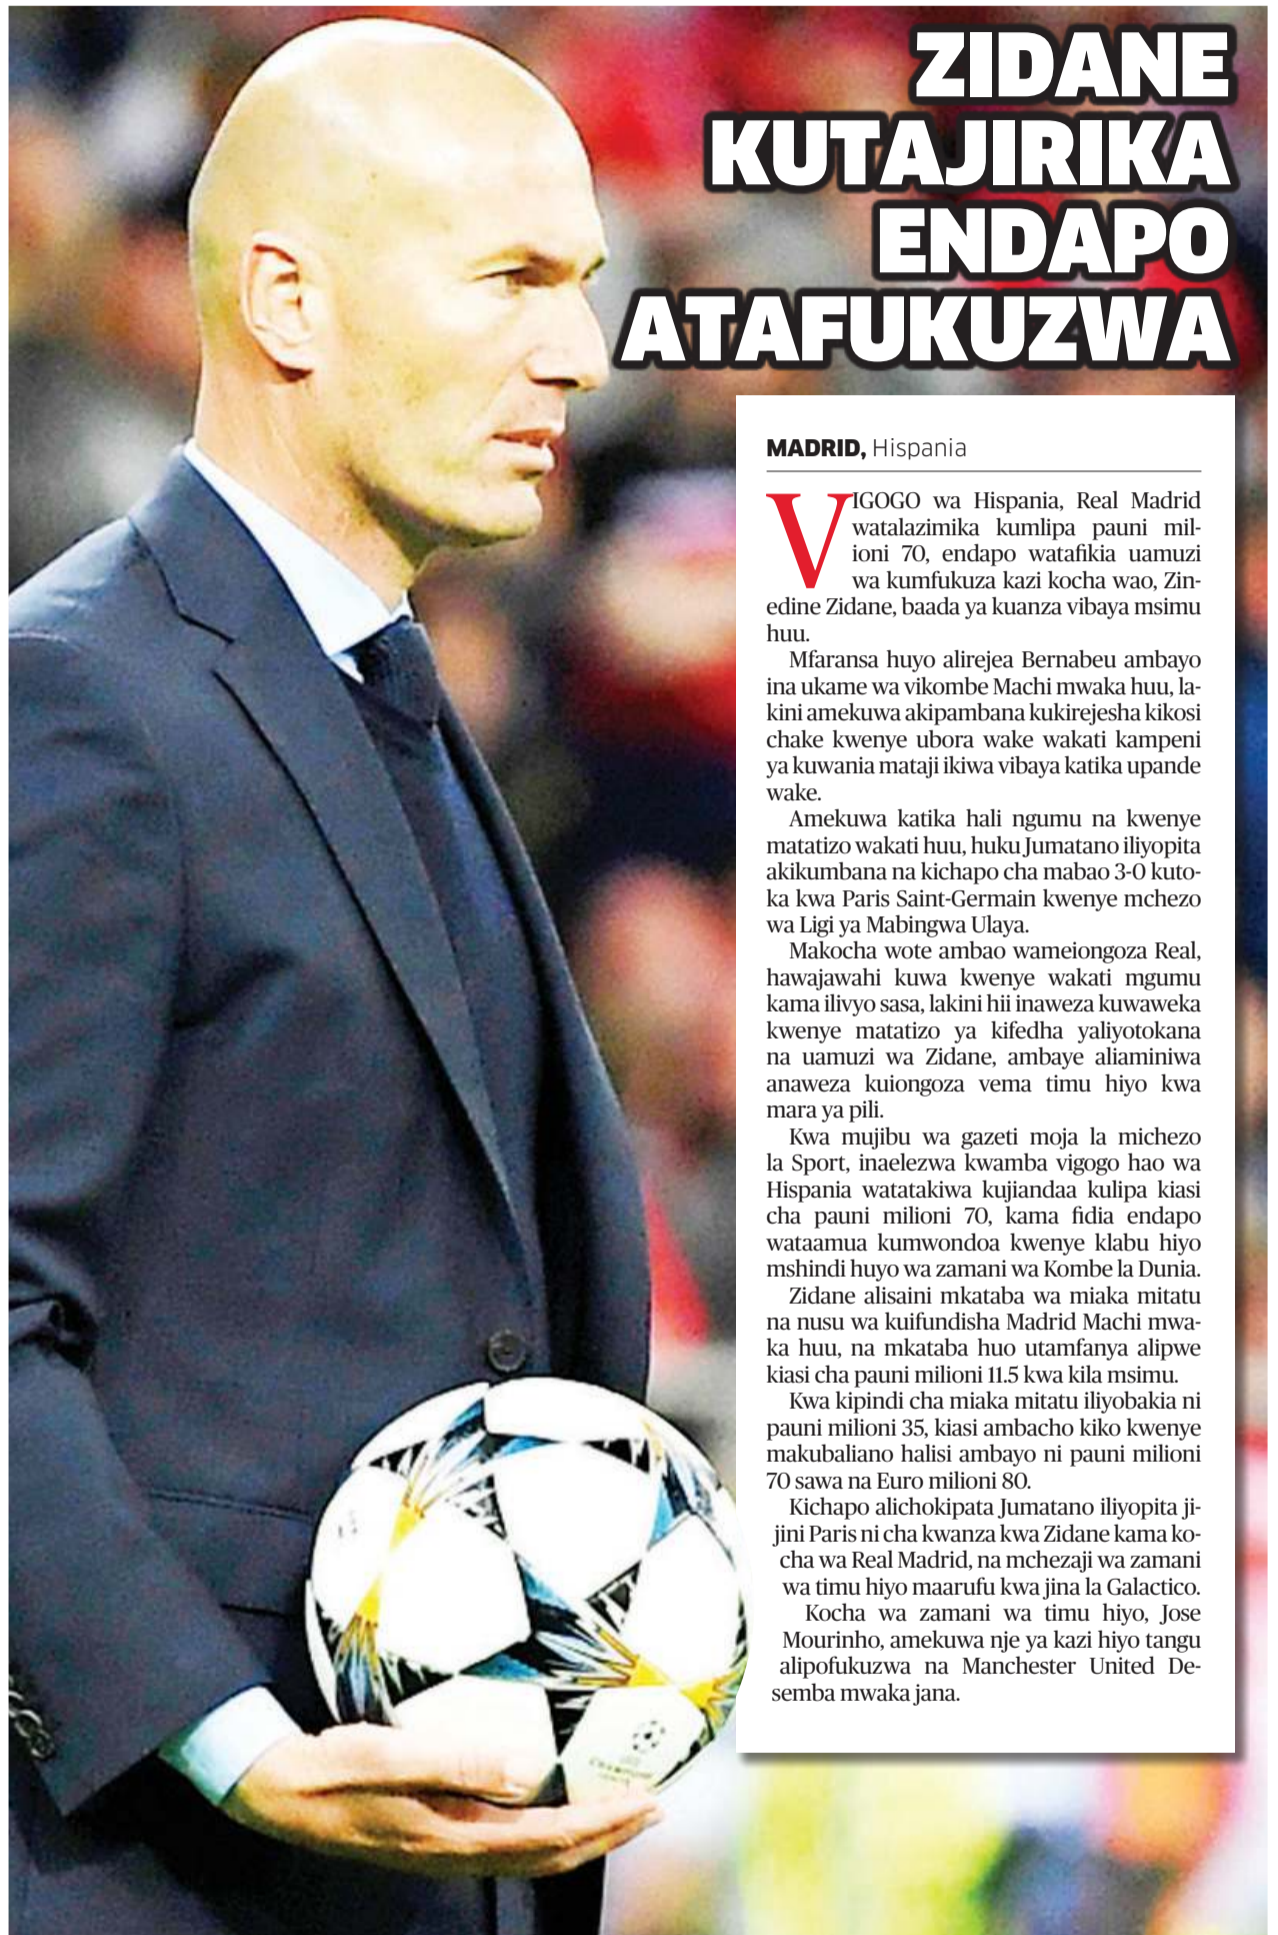 ZIDANE
KUTAJIRIKA
ENDAPO
ATAFUKUZWA
MADRID, Hispania
VIGOGO wa Hispania, Real Madrid
watalazimika kumlipa pauni mil-
ioni 70, endapo watafikia uamuzi
wa kumfukuza kazi kocha wao, Zin-
edine Zidane, baada ya kuanza vibaya msimu
huu.
Mfaransa huyo alirejea Bernabeu ambayo
ina ukame wa vikombe Machi mwaka huu, la-
kini amekuwa akipambana kukirejesha kikosi
chake kwenye ubora wake wakati kampeni
ya kuwania mataji ikiwa vibaya katika upande
wake.
Amekuwa katika hali ngumu na kwenye
matatizo wakati huu, huku Jumatano iliyopita
akikumbana na kichapo cha mabao 3-0 kuto-
ka kwa Paris Saint-Germain kwenye mchezo
wa Ligi ya Mabingwa Ulaya.
Makocha wote ambao wameiongoza Real,
hawajawahi kuwa kwenye wakati mgumu
kama ilivyo sasa, lakini hii inaweza kuwaweka
kwenye matatizo ya kifedha yaliyotokana
na uamuzi wa Zidane, ambaye aliaminiwa
anaweza kuiongoza vema timu hiyo kwa
mara ya pili.
Kwa mujibu wa gazeti moja la michezo
la Sport, inaelezwa kwamba vigogo hao wa
Hispania watatakiwa kujiandaa kulipa kiasi
cha pauni milioni 70, kama fidia endapo
wataamua kumwondoa kwenye klabu hiyo
mshindi huyo wa zamani wa Kombe la Dunia.
Zidane alisaini mkataba wa miaka mitatu
na nusu wa kuifundisha Madrid Machi mwa-
ka huu, na mkataba huo utamfanya alipwe
kiasi cha pauni milioni 11.5 kwa kila msimu.
Kwa kipindi cha miaka mitatu iliyobakia ni
pauni milioni 35, kiasi ambacho kiko kwenye
makubaliano halisi ambayo ni pauni milioni
70 sawa na Euro milioni 80.
Kichapo alichokipata Jumatano iliyopita ji-
jini Paris ni cha kwanza kwa Zidane kama ko-
cha wa Real Madrid, na mchezaji wa zamani
wa timu hiyo maarufu kwa jina la Galactico.
Kocha wa zamani wa timu hiyo, Jose
Mourinho, amekuwa nje ya kazi hiyo tangu
alipofukuzwa na Manchester United De-
semba mwaka jana.